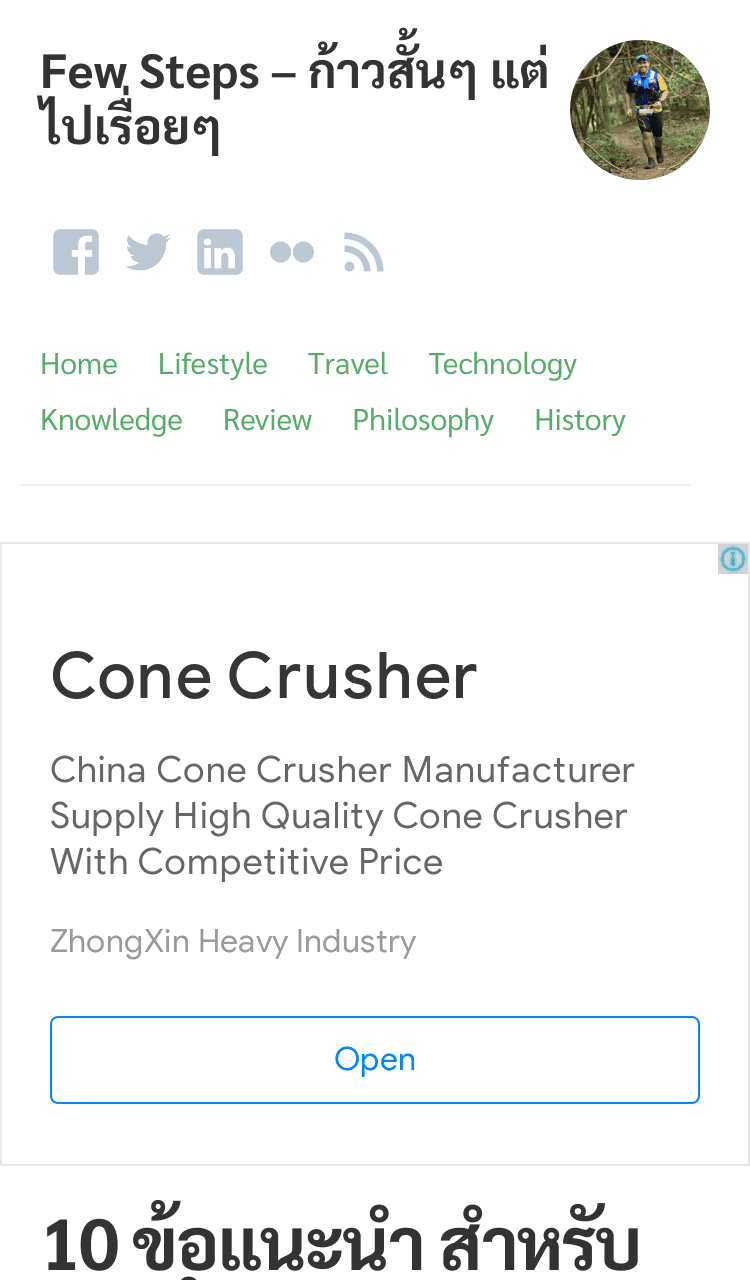 Few Steps – ก้าวสั้นๆ แต่
ไปเรื่อยๆ
Home Lifestyle Travel Technology
Knowledge Review Philosophy History
Cone Crusher
China Cone Crusher Manufacturer
Supply High Quality Cone Crusher
With Competitive Price
ZhongXin Heavy Industry
Open
10 ข้อแนะนำ สำหรับ